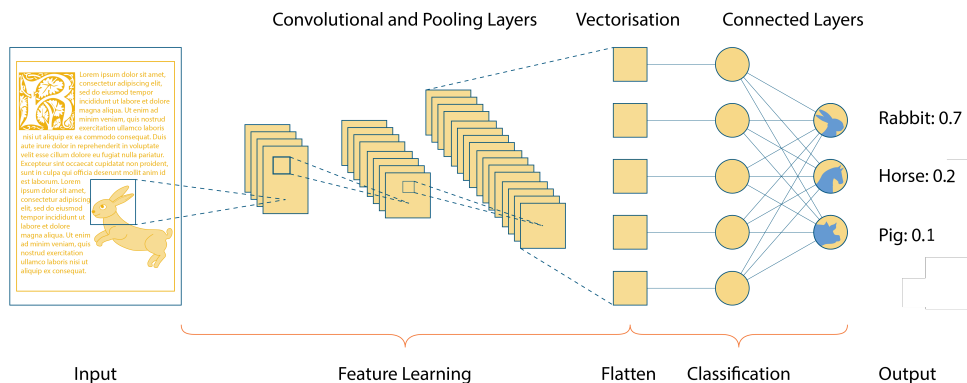 Convolutional and Pooling Layers
Vectorisation
Connected Layers
R
Lorem ipsum dolor sit amet,
consectetur adipiscing elit,
sed do eiusmod tempor
incididunt ut labore et dolore
magna aliqua. Ut enim ad
minim veniam, quis nostrud
exercitation ullamco laboris
nisi ut aliquip ex ea commodo consequat. Duis
aute irure dolor in reprehenderit in voluptate
velit esse cillum dolore eu fugiat nulla pariatur.
Excepteur sint occaecat cupidatat non proident,
sunt in culpa qui officia deserunt mollit anim id
est laborum. Lorem
ipsum dolor sit amet,
consectetur adipiscing
elit, sed do eiusmod
tempor incididunt ut
labore et dolore
magna aliqua. Ut enim
ad minim veniam, quis
nostrud exercitation
ullamco laboris nisi ut
aliquip ex consequat.
Rabbit: 0.7
Horse: 0.2
Pig: 0.1
Input
Feature Learning
Flatten
Classification
Output